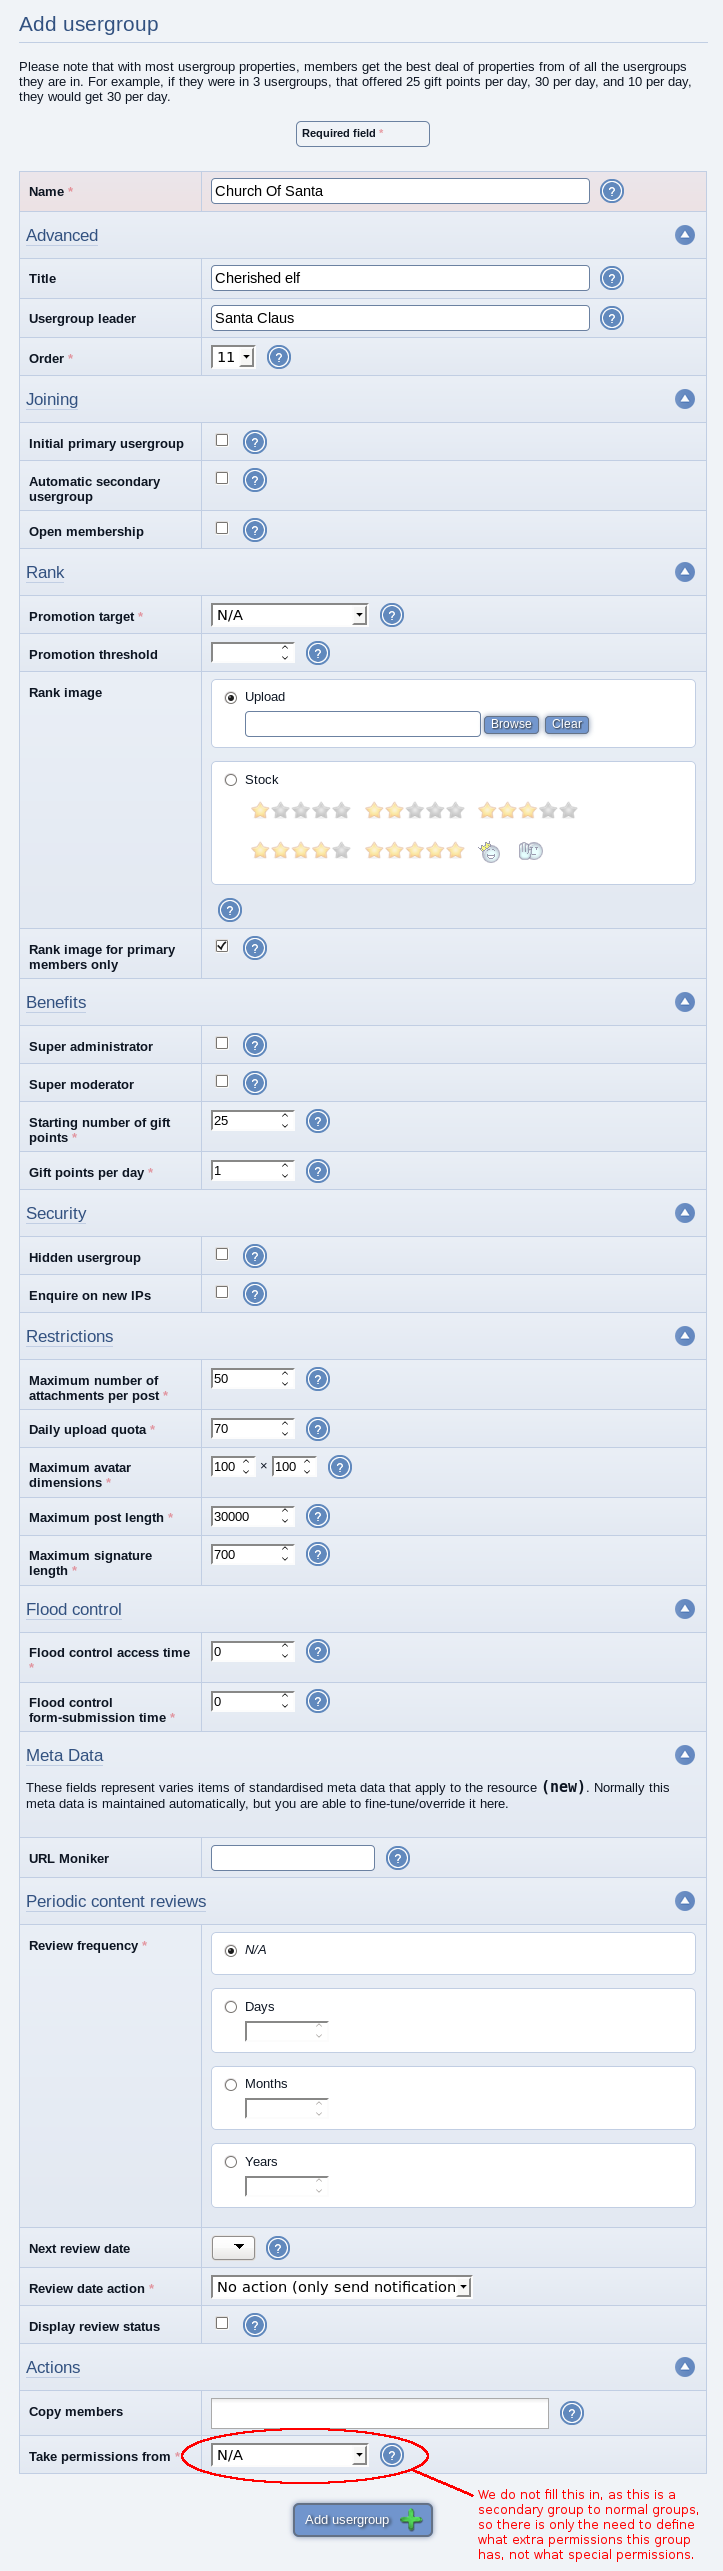 Add usergroup
Please note that with most usergroup properties, members get the best deal of properties from of all the usergroups
they are in. For example, if they were in 3 usergroups, that offered 25 gift points per day, 30 per day, and 10 per day,
they would get 30 per day.
Required field *
Name * Church Of Santa ?
Advanced
Title Cherished elf ?
Usergroup leader Santa Claus ?
Order * 11 ?
Joining
Initial primary usergroup ?
Automatic secondary
usergroup ?
Open membership ?
Rank
Promotion target * N/A ?
Promotion threshold ?
Rank image Upload
Browse Clear
Stock
?
Rank image for primary
members only ?
Benefits
Super administrator ?
Super moderator ?
Starting number of gift
points * 25 ?
Gift points per day * 1 ?
Security
Hidden usergroup ?
Enquire on new IPs ?
Restrictions
Maximum number of
attachments per post * 50 ?
Daily upload quota * 70 ?
Maximum avatar
dimensions * 100 × 100 ?
Maximum post length * 30000 ?
Maximum signature
length * 700 ?
Flood control
Flood control access time
* 0 ?
Flood control
form-submission time * 0 ?
Meta Data
These fields represent varies items of standardised meta data that apply to the resource (new). Normally this
meta data is maintained automatically, but you are able to fine-tune/override it here.
URL Moniker ?
Periodic content reviews
Review frequency * N/A
Days
Months
Years
Next review date ?
Review date action * No action (only send notification
Display review status ?
Actions
Copy members ?
Take permissions from * N/A ?
Add usergroup
We do not fill this in, as this is a
secondary group to normal groups,
so there is only the need to define
what extra permissions this group
has, not what special permissions.